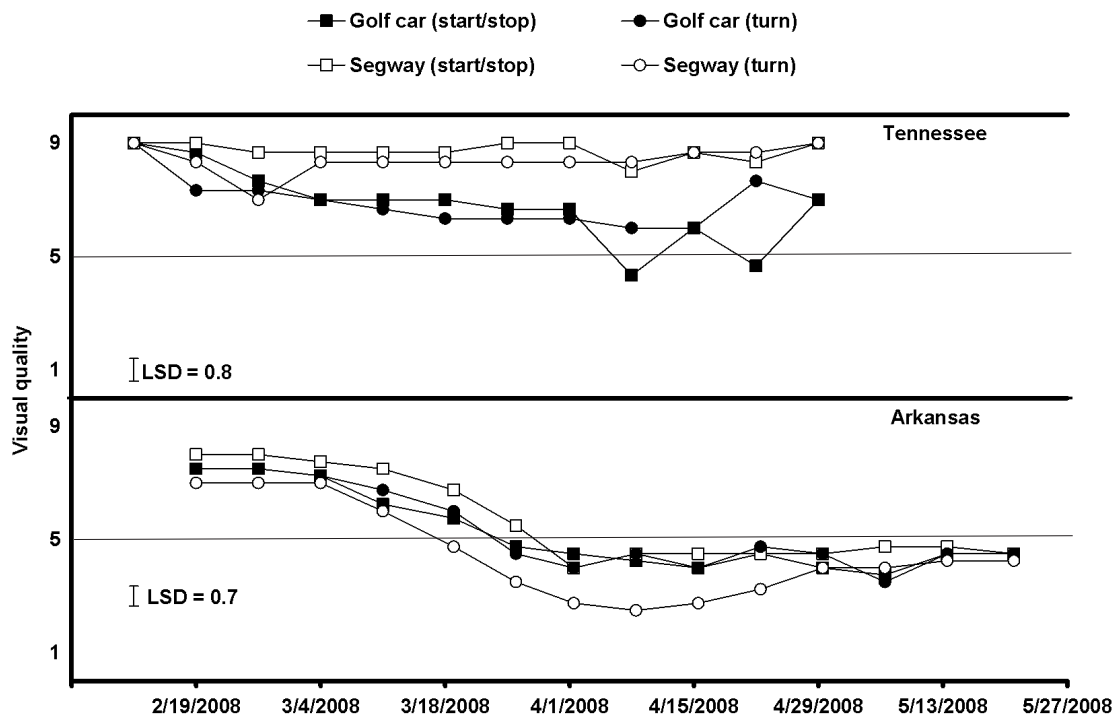 Golf car (start/stop) Golf car (turn)
Segway (start/stop) Segway (turn)
Tennessee
9
5
1
LSD = 0.8
Visual quality
Arkansas
9
5
1
LSD = 0.7
2/19/2008 3/4/2008 3/18/2008 4/1/2008 4/15/2008 4/29/2008 5/13/2008 5/27/2008